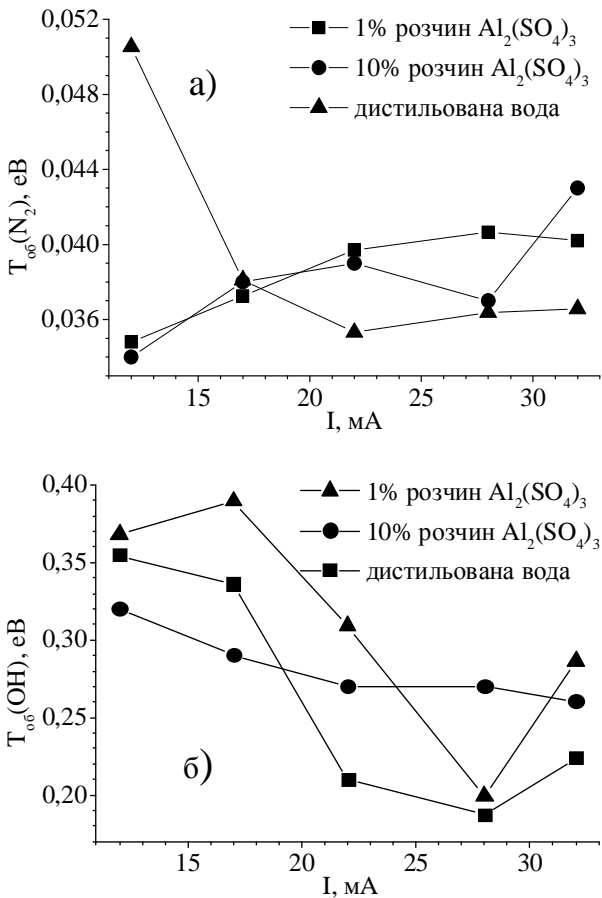 0,052
0,048
0,044
0,040
0,036
T_об(N₂), еВ
а)
1% розчин Al₂(SO₄)₃
10% розчин Al₂(SO₄)₃
дистильована вода
15 20 25 30
I, мА
0,40
0,35
0,30
0,25
0,20
T_об(OH), еВ
1% розчин Al₂(SO₄)₃
10% розчин Al₂(SO₄)₃
дистильована вода
б)
15 20 25 30
I, мА